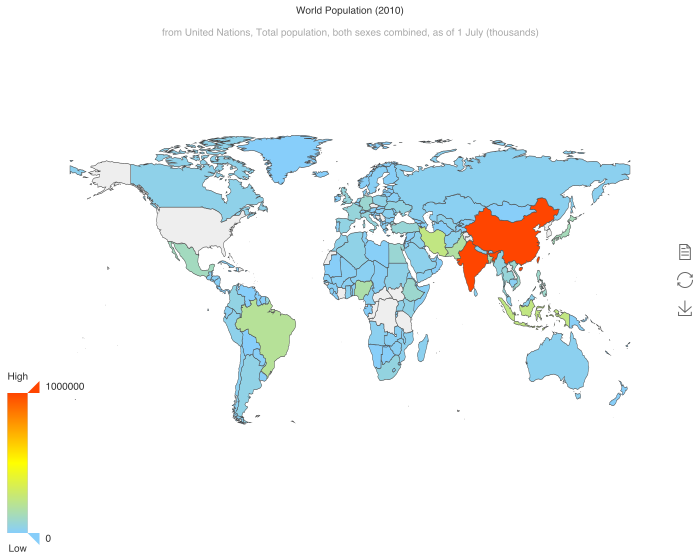 World Population (2010)
from United Nations, Total population, both sexes combined, as of 1 July (thousands)
High
1000000
0
Low